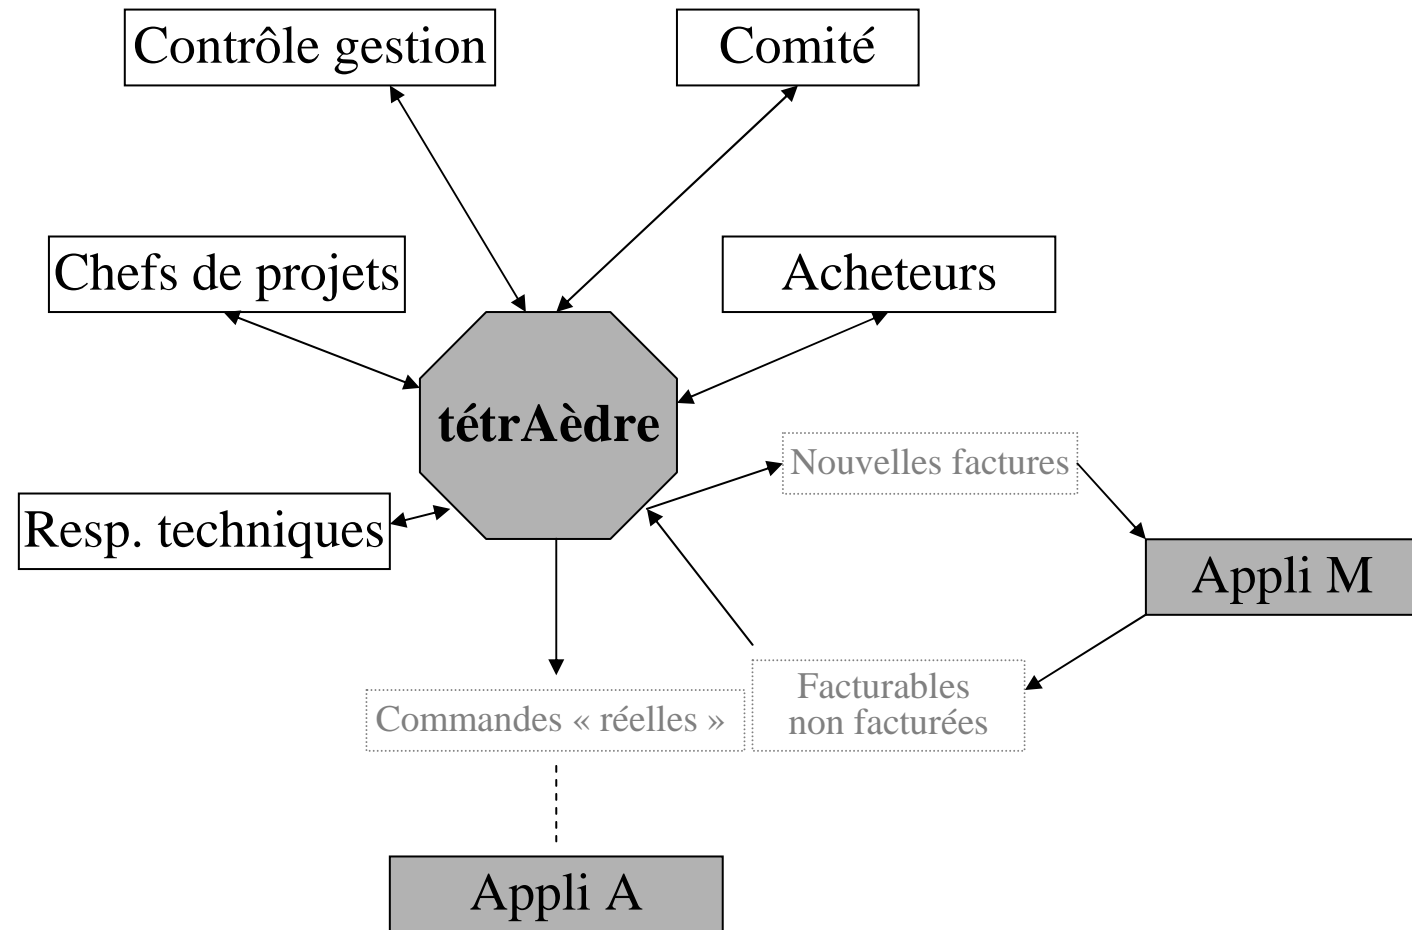 Contrôle gestion
Comité
Chefs de projets
Acheteurs
tétrAèdre
Nouvelles factures
Resp. techniques
Appli M
Facturables
non facturées
Commandes « réelles »
Appli A